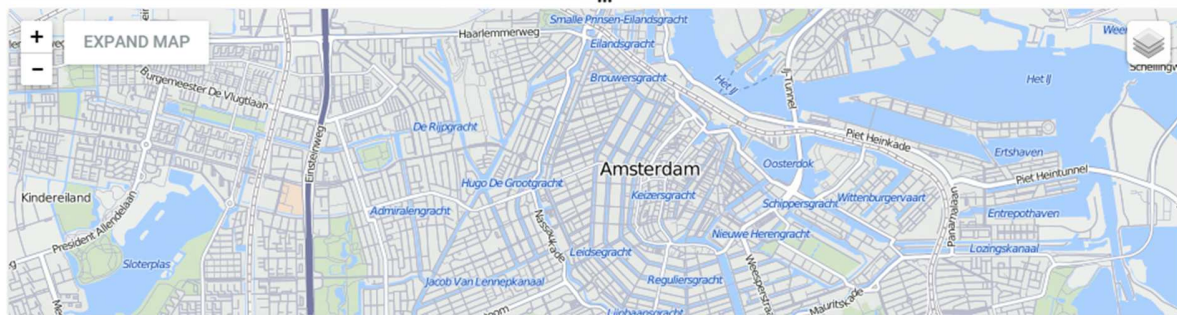 Smalle Prinsen-Eilandsgracht
+
EXPAND MAP
Haarlemmerweg
Eilandsgracht
-
Burgemeester De Vlugtlaan
Brouwersgracht
Het IJ
IJ-Tunnel
Het IJ
De Rijpgracht
Einsteinweg
Piet Heinkade
Ertshaven
Amsterdam
Oosterdok
Piet Heintunnel
Kindereiland
Hugo De Grootgracht
Keizersgracht
Wittenburgervaart
Schippersgracht
Admiralengracht
Entrepothaven
President Allendelaan
Nassaukade
Panamalaan
Nieuwe Herengracht
Sloterplas
Leidsegracht
Lozingskanaal
Jacob Van Lennepkanaal
Reguliersgracht
Weesperstraa
Mauritskade
Lijnbaansgracht